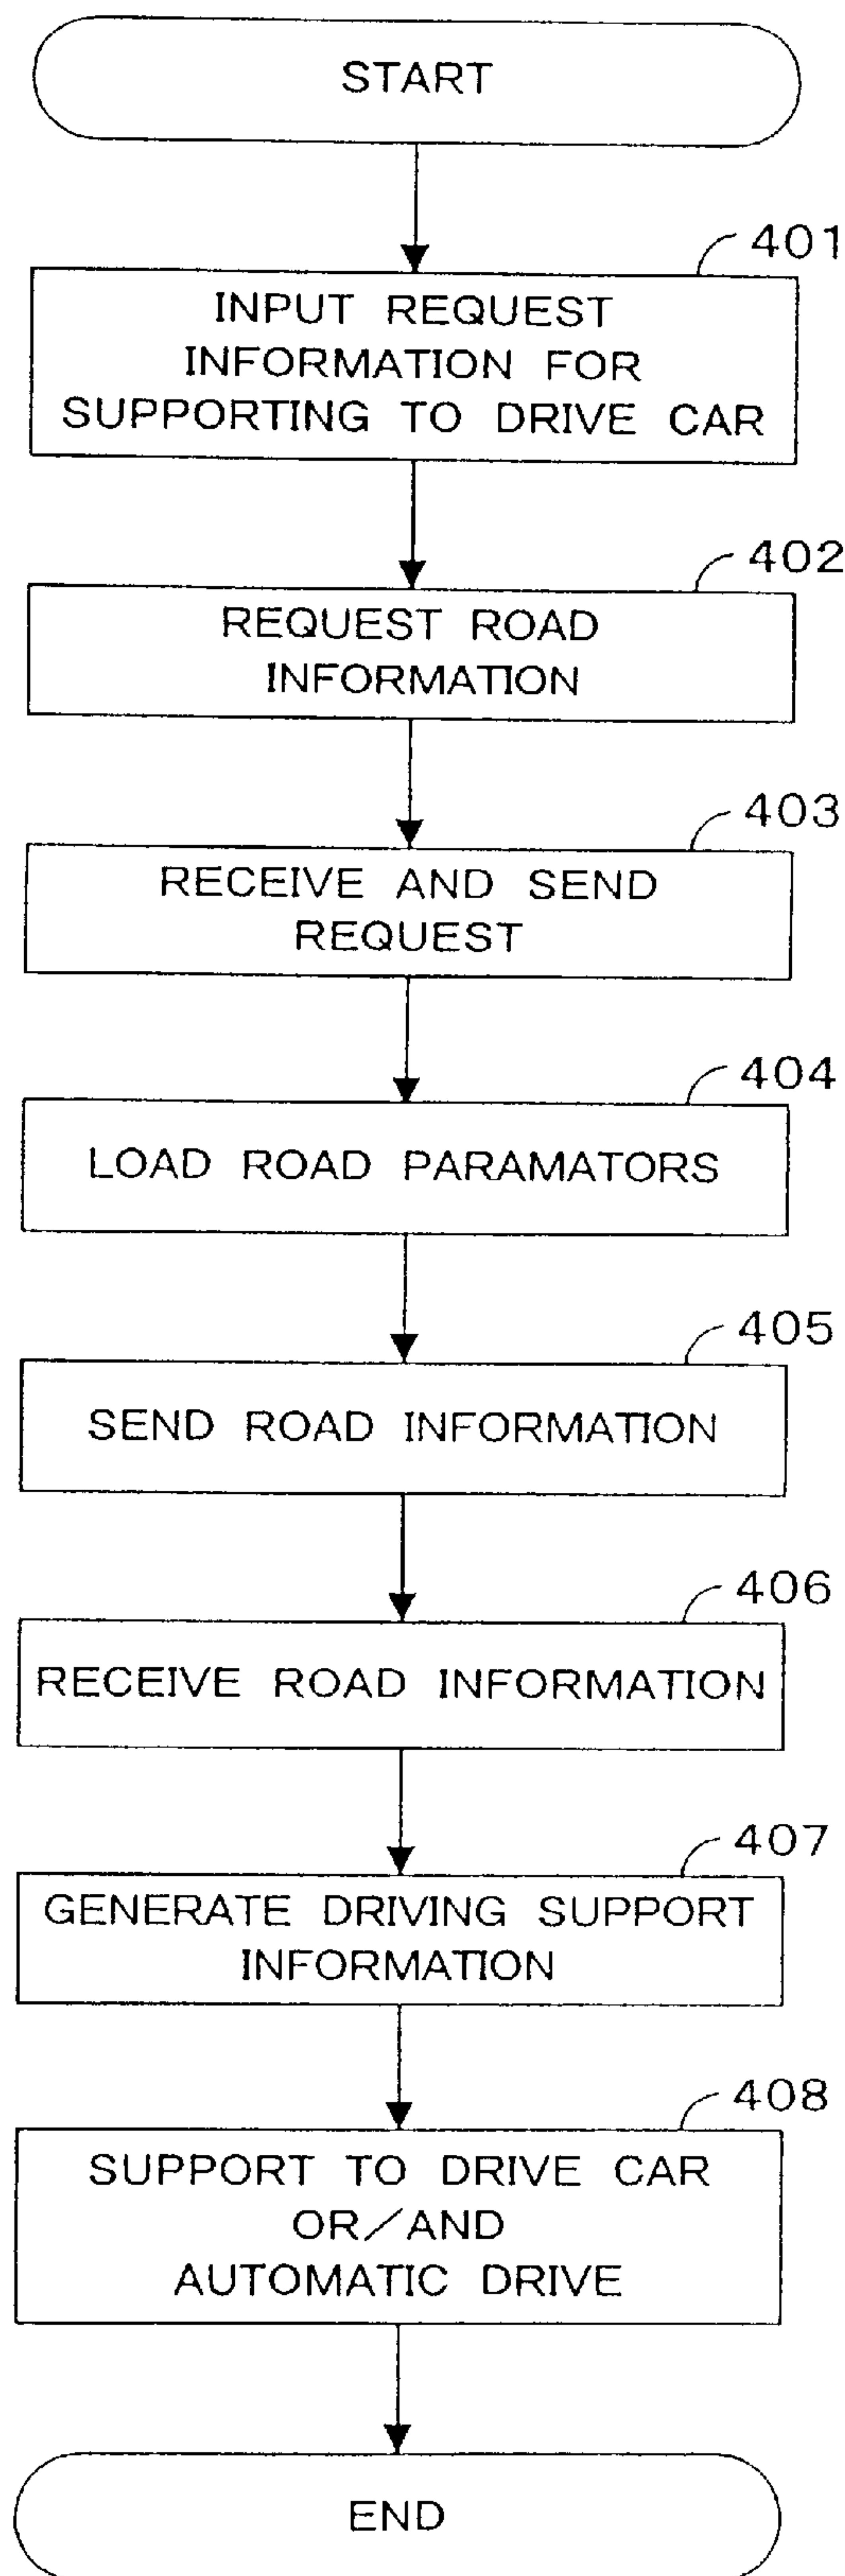 START
401
INPUT REQUEST
INFORMATION FOR
SUPPORTING TO DRIVE CAR
402
REQUEST ROAD
INFORMATION
403
RECEIVE AND SEND
REQUEST
404
LOAD ROAD PARAMATORS
405
SEND ROAD INFORMATION
406
RECEIVE ROAD INFORMATION
407
GENERATE DRIVING SUPPORT
INFORMATION
408
SUPPORT TO DRIVE CAR
OR/AND
AUTOMATIC DRIVE
END